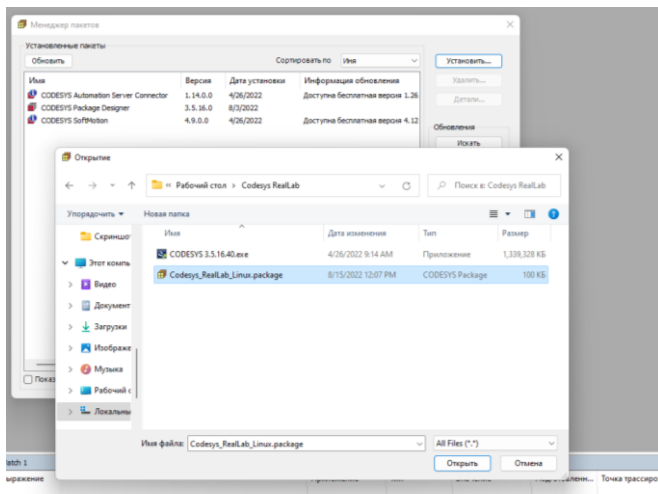 Менеджер пакетов
Установленные пакеты
Обновить
Сортировать по Имя
Установить...
Имя Версия Дата установки Информация обновления
Удалить...
CODESYS Automation Server Connector 1.14.0.0 4/26/2022 Доступна бесплатная версия 1.26
CODESYS Package Designer 3.5.16.0 8/3/2022
Детали...
CODESYS SoftMotion 4.9.0.0 4/26/2022 Доступна бесплатная версия 4.12
Обновления
Искать
Открытие
« Рабочий стол > Codesys RealLab
Поиск в: Codesys RealLab
Упорядочить Новая папка
Скриншо
Имя Дата изменения Тип Размер
CODESYS 3.5.16.40.exe 4/26/2022 9:14 AM Приложение 1,339,328 КБ
Этот компь
Codesys_RealLab_Linux.package 8/15/2022 12:07 PM CODESYS Package 100 КБ
Видео
Документ
Загрузки
Изображе
Музыка
Показ
Рабочий с
Локальны
Имя файла: Codesys_RealLab_Linux.package
All Files (*.*)
Открыть Отмена
atch 1
ыражение
Точка трассиро